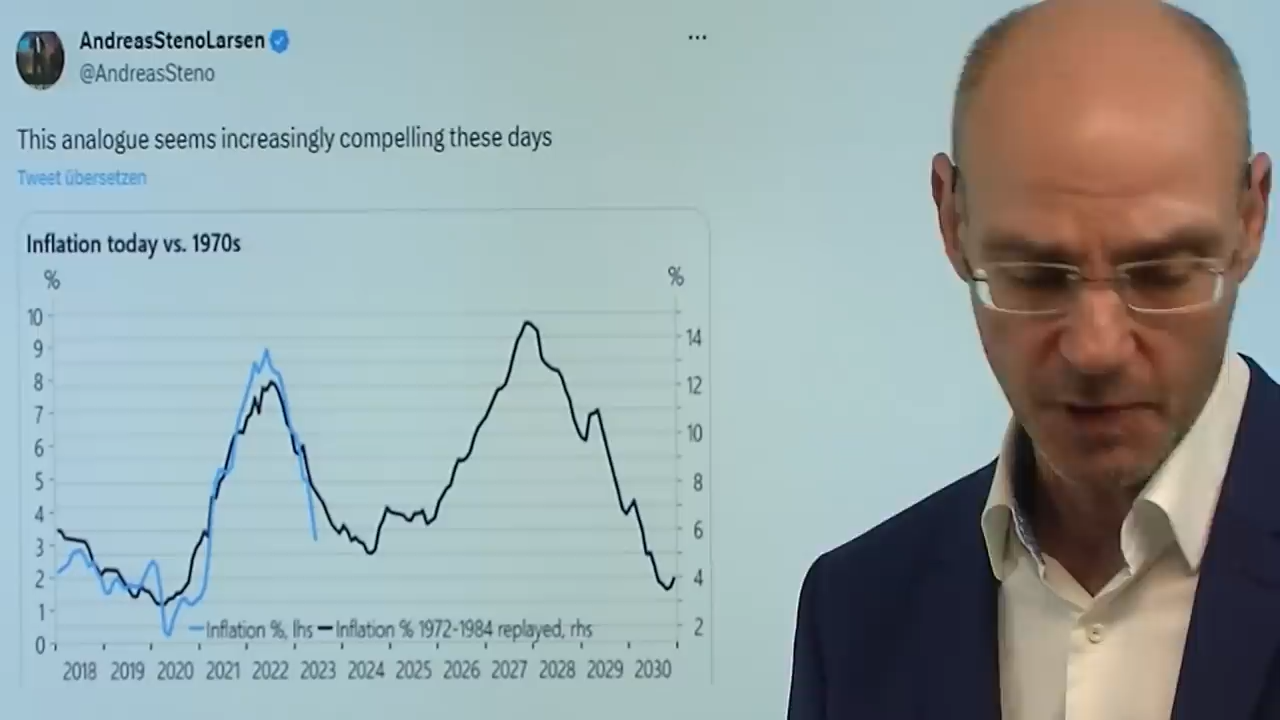 AndreasStenoLarsen
@AndreasSteno
...
This analogue seems increasingly compelling these days
Tweet übersetzen
Inflation today vs. 1970s
% %
10
9
8
7
6
5
4
3
2
1
0
14
12
10
8
6
4
2
Inflation %, lhs Inflation % 1972-1984 replayed, rhs
2018 2019 2020 2021 2022 2023 2024 2025 2026 2027 2028 2029 2030